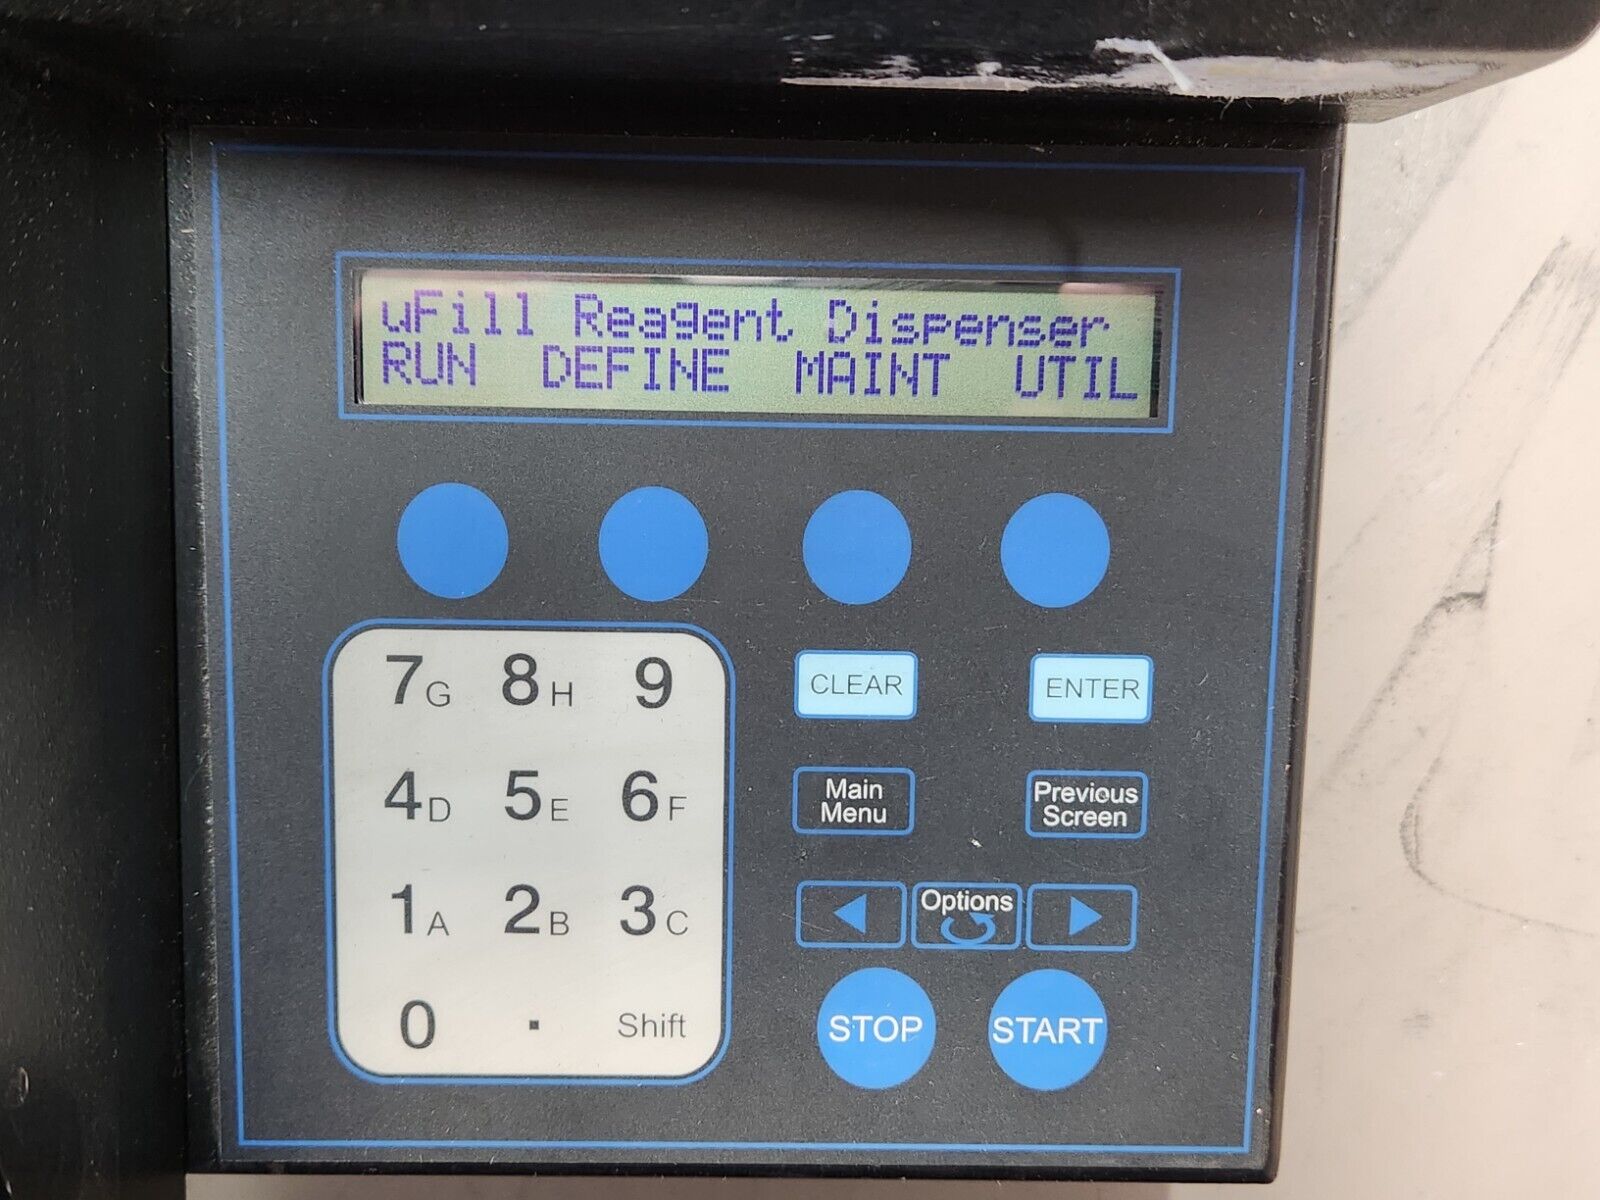 µFill Reagent Dispenser
RUN DEFINE MAINT UTIL
7G 8H 9
4D 5E 6F
1A 2B 3C
0 . Shift
CLEAR ENTER
Main
Menu
Previous
Screen
Options
STOP START